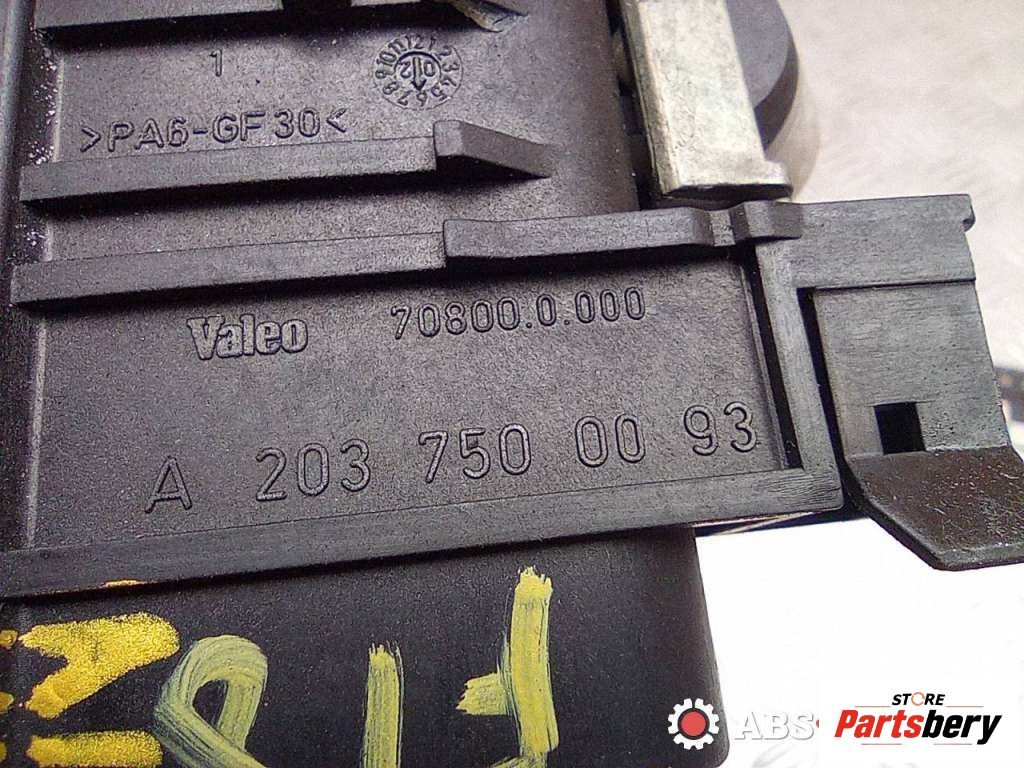 1
>PA6-GF30<
Valeo 70800.0.000
A 203 750 00 93
STORE
ABS Partsbery